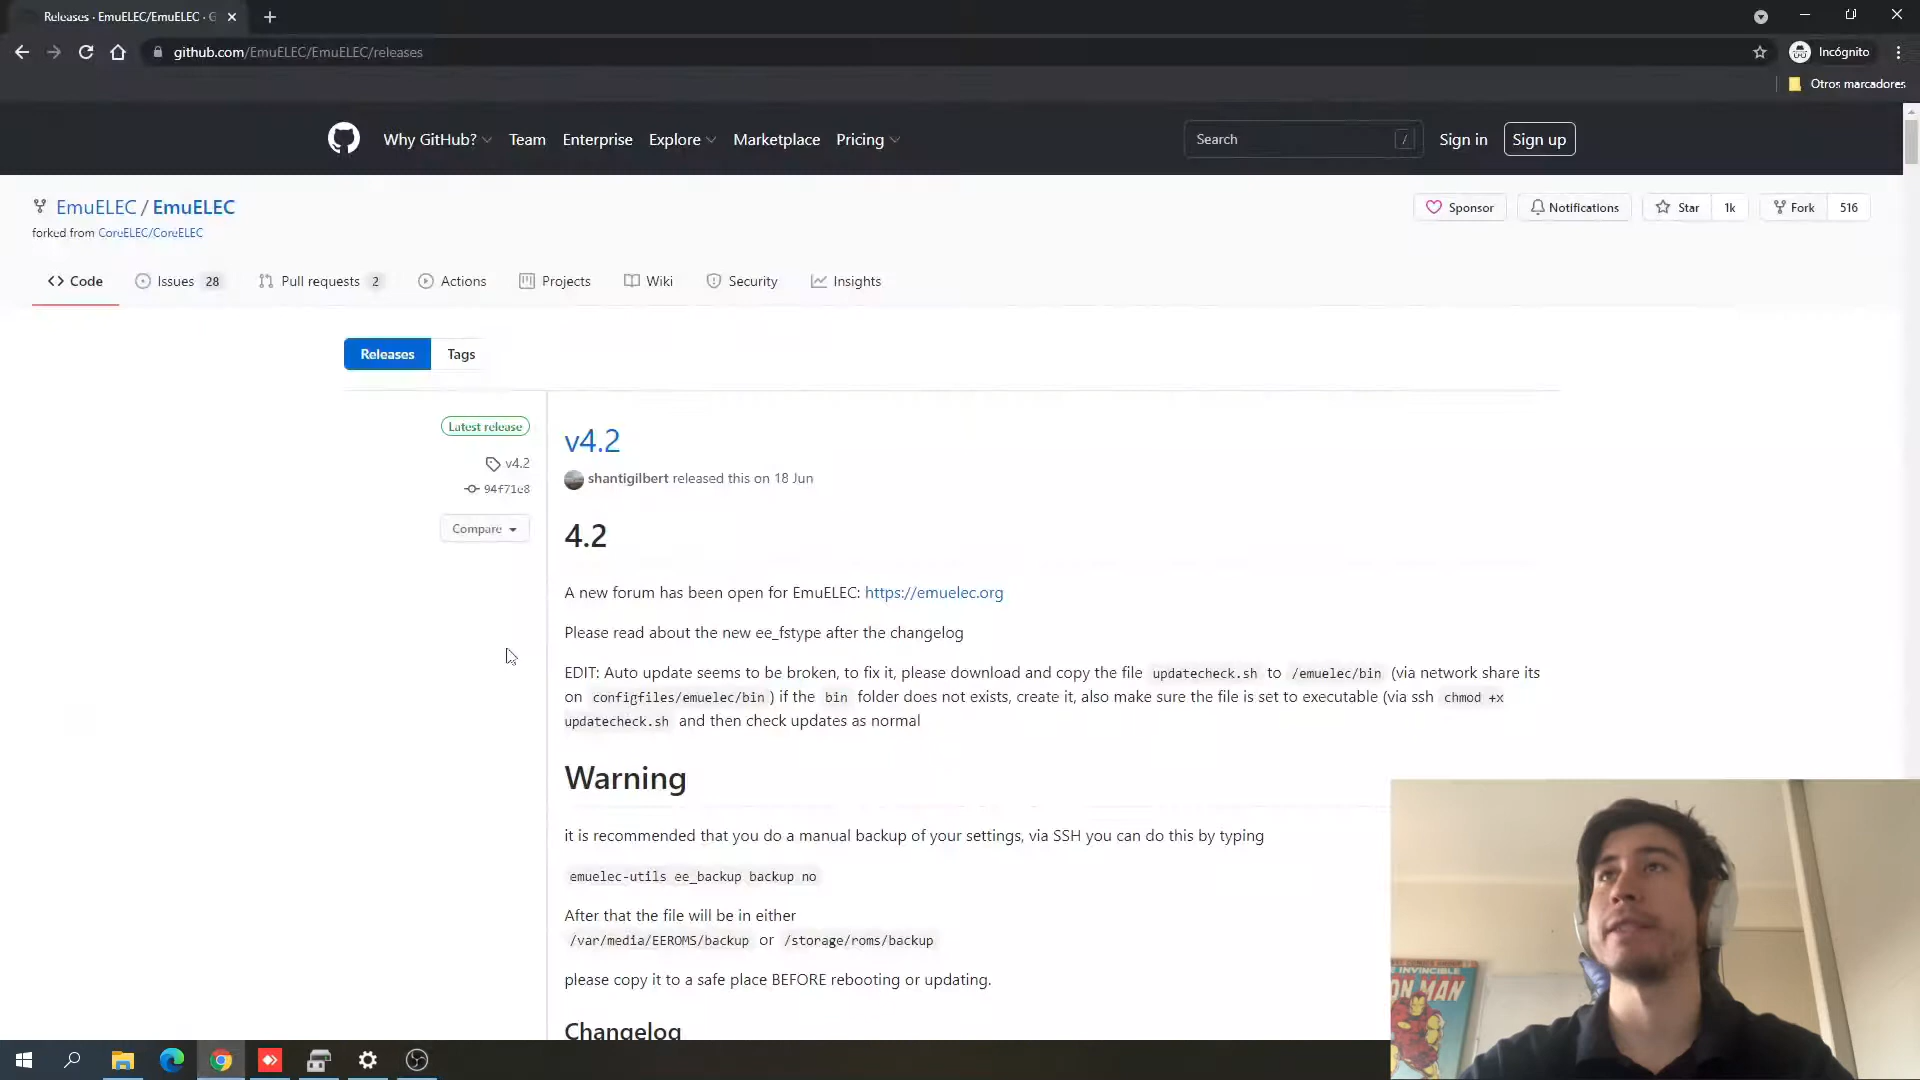 Releases · EmuELEC/EmuELEC · G
github.com/EmuELEC/EmuELEC/releases
Incógnito
Otros marcadores
Why GitHub?
Team
Enterprise
Explore
Marketplace
Pricing
Search
/
Sign in
Sign up
EmuELEC / EmuELEC
forked from CoreELEC/CoreELEC
Sponsor
Notifications
Star 1k
Fork 516
Code
Issues 28
Pull requests 2
Actions
Projects
Wiki
Security
Insights
Releases
Tags
Latest release
v4.2
94f71e8
Compare
v4.2
shantigilbert released this on 18 Jun
4.2
A new forum has been open for EmuELEC: https://emuelec.org
Please read about the new ee_fstype after the changelog
EDIT: Auto update seems to be broken, to fix it, please download and copy the file updatecheck.sh to /emuelec/bin (via network share its
on configfiles/emuelec/bin ) if the bin folder does not exists, create it, also make sure the file is set to executable (via ssh chmod +x
updatecheck.sh and then check updates as normal
Warning
it is recommended that you do a manual backup of your settings, via SSH you can do this by typing
emuelec-utils ee_backup backup no
After that the file will be in either
/var/media/EEROMS/backup or /storage/roms/backup
please copy it to a safe place BEFORE rebooting or updating.
Changelog
INVINCIBLE
ON MAN